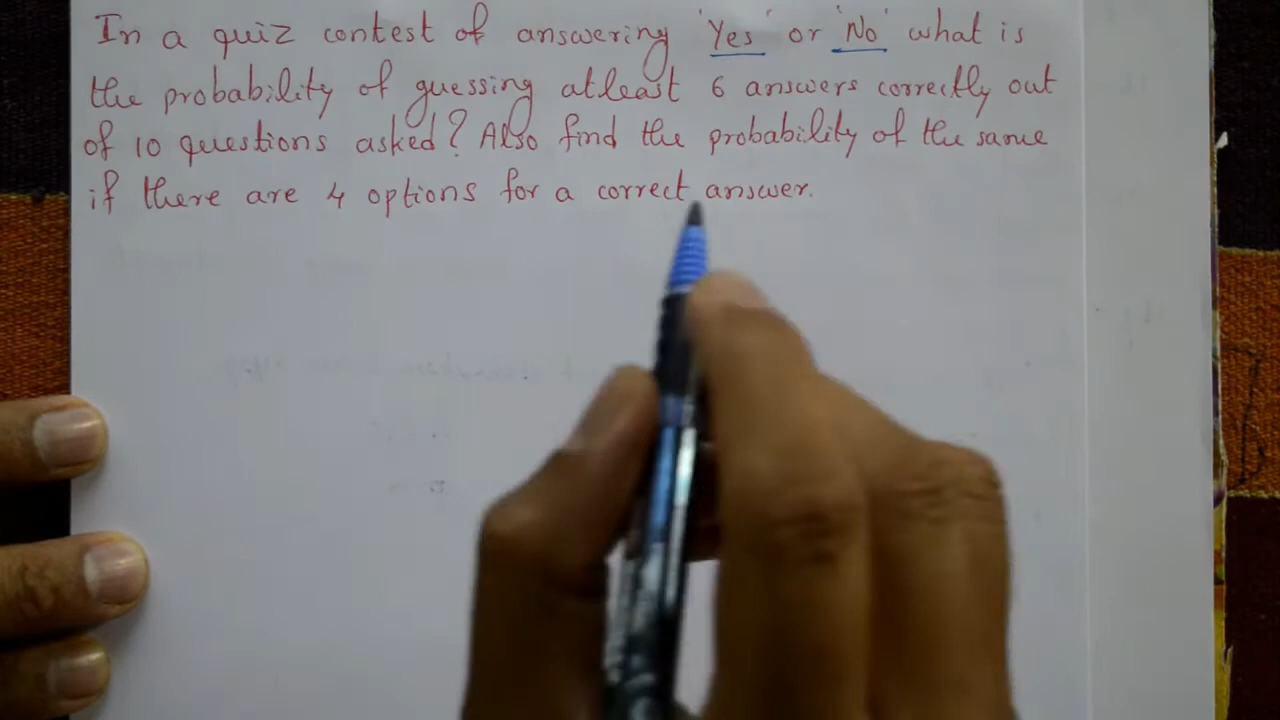 In a quiz contest of answering 'Yes' or 'No' what is
the probability of guessing atleast 6 answers correctly out
of 10 questions asked? Also find the probability of the same
if there are 4 options for a correct answer.